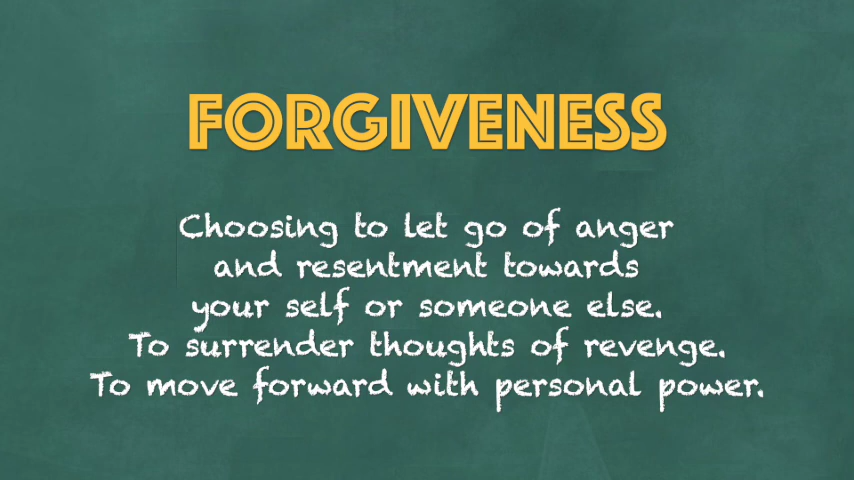 FORGIVENESS
Choosing to let go of anger
and resentment towards
your self or someone else.
To surrender thoughts of revenge.
To move forward with personal power.